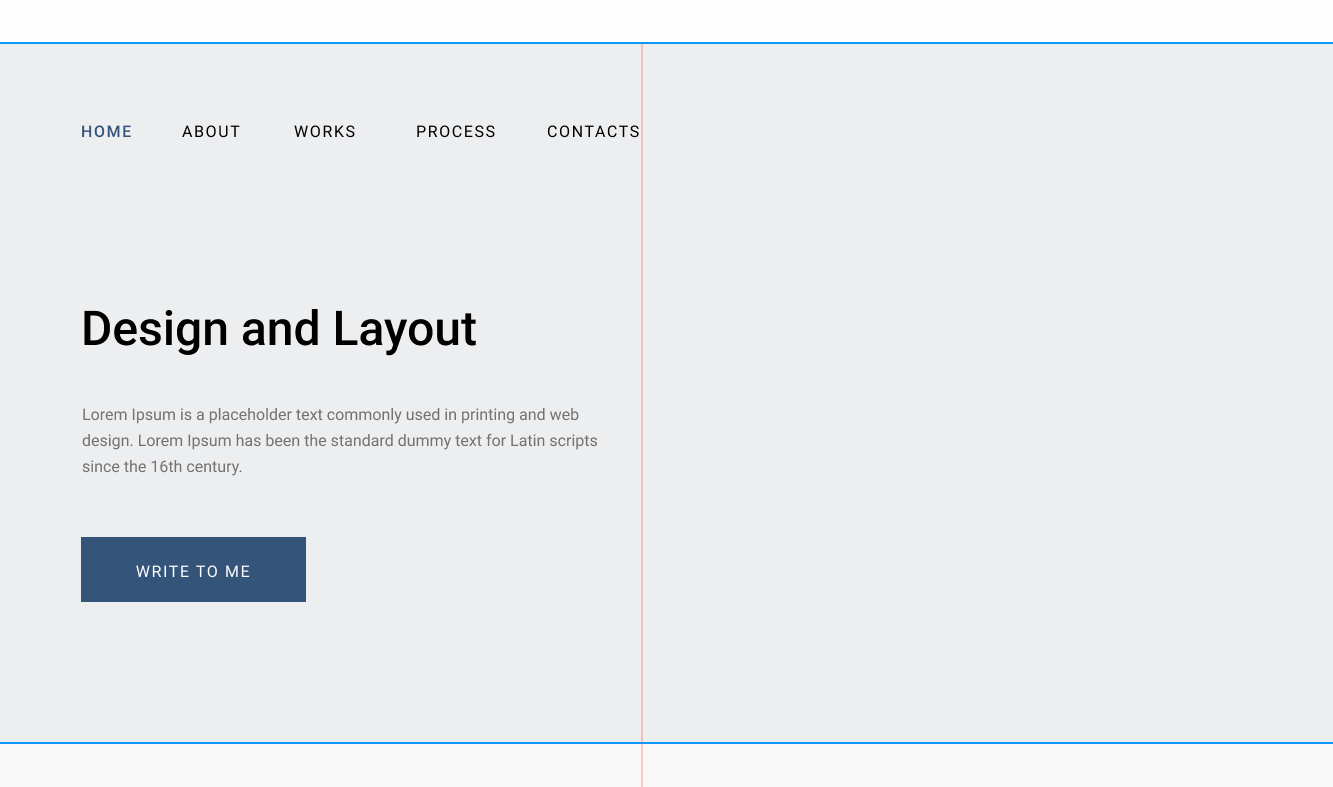 HOME ABOUT WORKS PROCESS CONTACTS
Design and Layout
Lorem Ipsum is a placeholder text commonly used in printing and web
design. Lorem Ipsum has been the standard dummy text for Latin scripts
since the 16th century.
WRITE TO ME